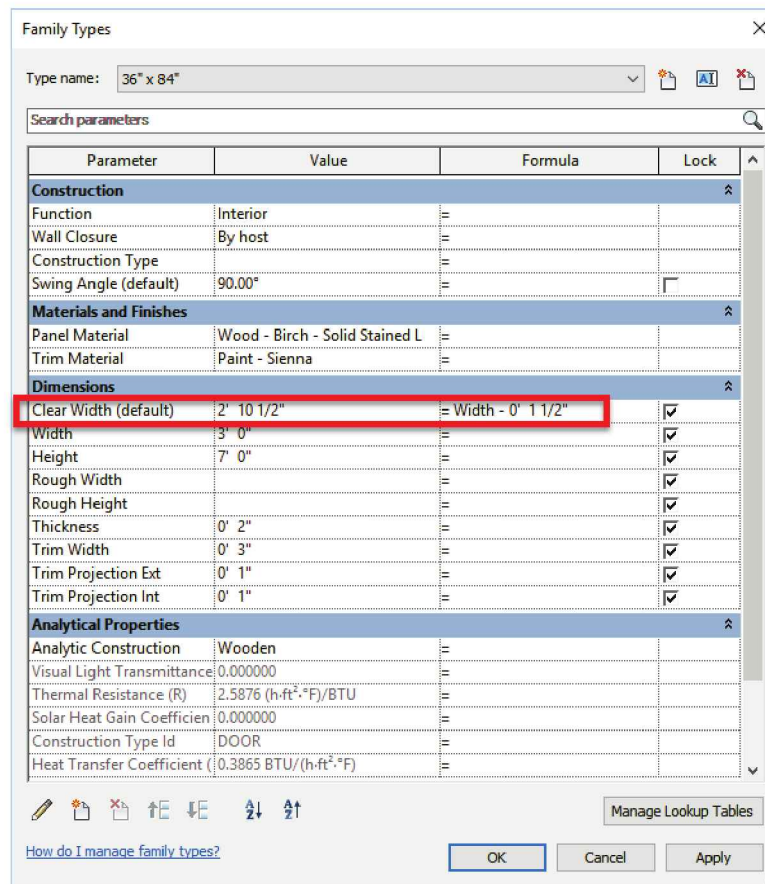 Family Types
Type name: 36" x 84"
Search parameters
Parameter Value Formula Lock
Construction
Function Interior =
Wall Closure By host =
Construction Type =
Swing Angle (default) 90.00° =
Materials and Finishes
Panel Material Wood - Birch - Solid Stained L =
Trim Material Paint - Sienna =
Dimensions
Clear Width (default) 2' 10 1/2" = Width - 0' 1 1/2"
Width 3' 0" =
Height 7' 0" =
Rough Width =
Rough Height =
Thickness 0' 2" =
Trim Width 0' 3" =
Trim Projection Ext 0' 1" =
Trim Projection Int 0' 1" =
Analytical Properties
Analytic Construction Wooden =
Visual Light Transmittance 0.000000 =
Thermal Resistance (R) 2.5876 (h·ft²·°F)/BTU =
Solar Heat Gain Coefficien 0.000000 =
Construction Type Id DOOR =
Heat Transfer Coefficient ( 0.3865 BTU/(h·ft²·°F) =
Manage Lookup Tables
How do I manage family types?
OK Cancel Apply